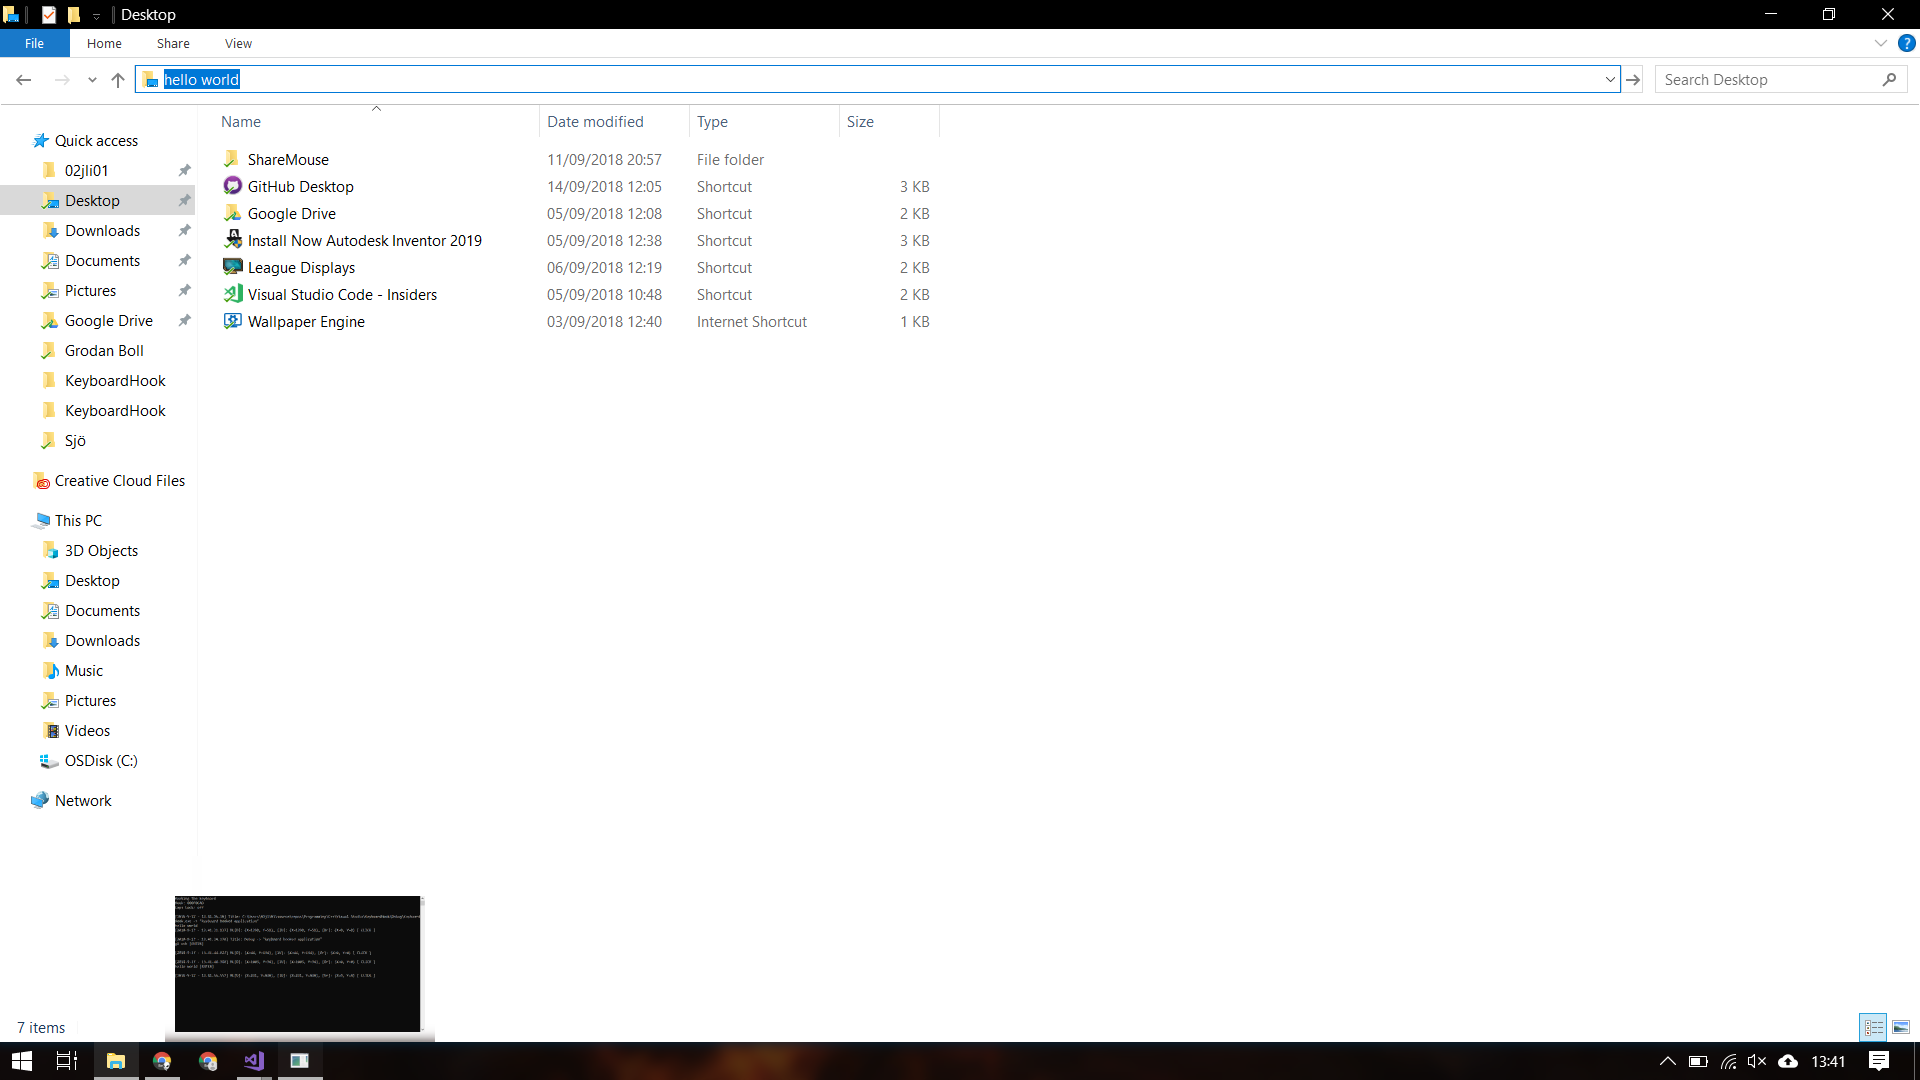 Desktop
File Home Share View
hello world
Search Desktop
Name Date modified Type Size
Quick access
02jli01
Desktop
Downloads
Documents
Pictures
Google Drive
Grodan Boll
KeyboardHook
KeyboardHook
Sjö
Creative Cloud Files
This PC
3D Objects
Desktop
Documents
Downloads
Music
Pictures
Videos
OSDisk (C:)
Network
ShareMouse 11/09/2018 20:57 File folder
GitHub Desktop 14/09/2018 12:05 Shortcut 3 KB
Google Drive 05/09/2018 12:08 Shortcut 2 KB
Install Now Autodesk Inventor 2019 05/09/2018 12:38 Shortcut 3 KB
League Displays 06/09/2018 12:19 Shortcut 2 KB
Visual Studio Code - Insiders 05/09/2018 10:48 Shortcut 2 KB
Wallpaper Engine 03/09/2018 12:40 Internet Shortcut 1 KB
hello world
7 items
13:41